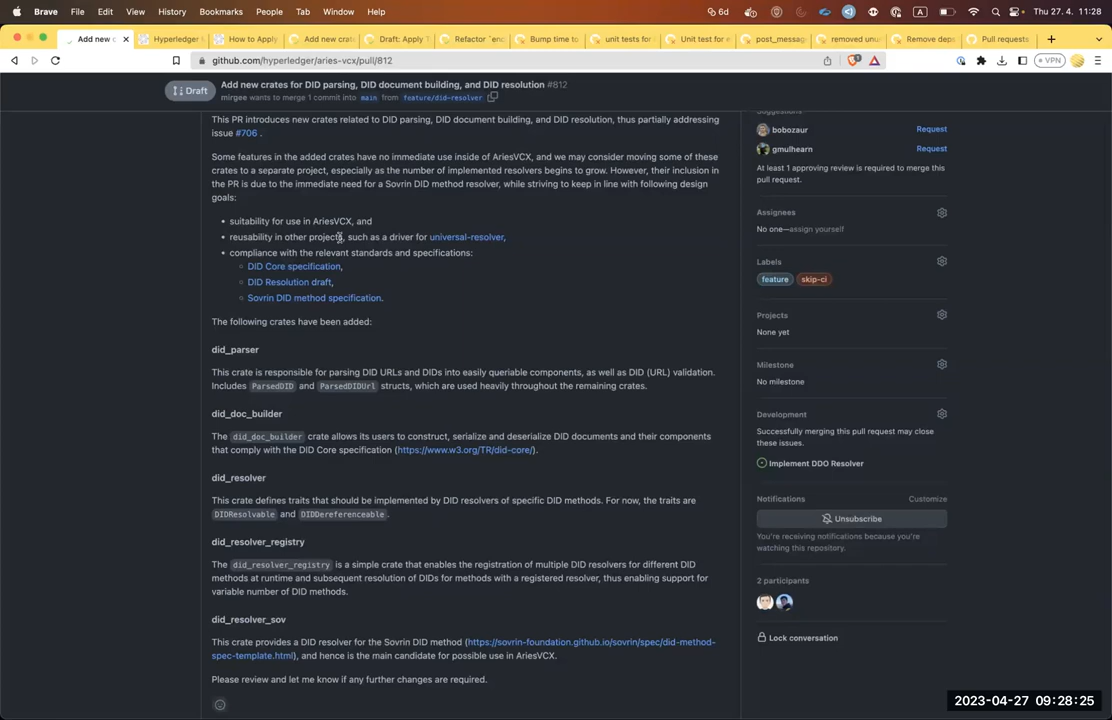 Brave File Edit View History Bookmarks People Tab Window Help 6d A Thu 27. 4. 11:28
Add new c Hyperledger How to Apply Add new crat Draft: Apply T Refactor `enc Bump time to unit tests for Unit test for e post_messag removed unu Remove deps Pull requests
github.com/hyperledger/aries-vcx/pull/812 VPN
Draft Add new crates for DID parsing, DID document building, and DID resolution #812
mirgee wants to merge 1 commit into main from feature/did-resolver
This PR introduces new crates related to DID parsing, DID document building, and DID resolution, thus partially addressing
issue #706 .
Some features in the added crates have no immediate use inside of AriesVCX, and we may consider moving some of these
crates to a separate project, especially as the number of implemented resolvers begins to grow. However, their inclusion in
the PR is due to the immediate need for a Sovrin DID method resolver, while striving to keep in line with following design
goals:
• suitability for use in AriesVCX, and
• reusability in other projects, such as a driver for universal-resolver,
• compliance with the relevant standards and specifications:
DID Core specification,
DID Resolution draft,
Sovrin DID method specification.
The following crates have been added:
did_parser
This crate is responsible for parsing DID URLs and DIDs into easily queriable components, as well as DID (URL) validation.
Includes ParsedDID and ParsedDIDUrl structs, which are used heavily throughout the remaining crates.
did_doc_builder
The did_doc_builder crate allows its users to construct, serialize and deserialize DID documents and their components
that comply with the DID Core specification (https://www.w3.org/TR/did-core/).
did_resolver
This crate defines traits that should be implemented by DID resolvers of specific DID methods. For now, the traits are
DIDResolvable and DIDDereferenceable.
did_resolver_registry
The did_resolver_registry is a simple crate that enables the registration of multiple DID resolvers for different DID
methods at runtime and subsequent resolution of DIDs for methods with a registered resolver, thus enabling support for
variable number of DID methods.
did_resolver_sov
This crate provides a DID resolver for the Sovrin DID method (https://sovrin-foundation.github.io/sovrin/spec/did-method-
spec-template.html), and hence is the main candidate for possible use in AriesVCX.
Please review and let me know if any further changes are required.
bobozaur Request
gmulhearn Request
At least 1 approving review is required to merge this
pull request.
Assignees
No one—assign yourself
Labels
feature skip-ci
Projects
None yet
Milestone
No milestone
Development
Successfully merging this pull request may close
these issues.
Implement DDO Resolver
Notifications Customize
Unsubscribe
You're receiving notifications because you're
watching this repository.
2 participants
Lock conversation
2023-04-27 09:28:25